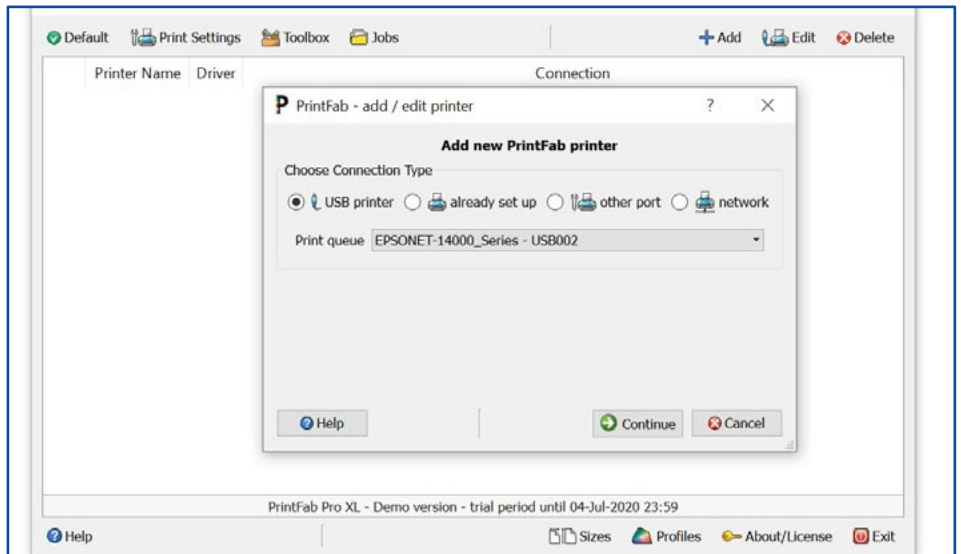 Default Print Settings Toolbox Jobs Add Edit Delete
Printer Name Driver Connection
P PrintFab - add / edit printer ?
Add new PrintFab printer
Choose Connection Type
USB printer already set up other port network
Print queue EPSONET-14000_Series - USB002
Help Continue Cancel
PrintFab Pro XL - Demo version - trial period until 04-Jul-2020 23:59
Help Sizes Profiles About/License Exit